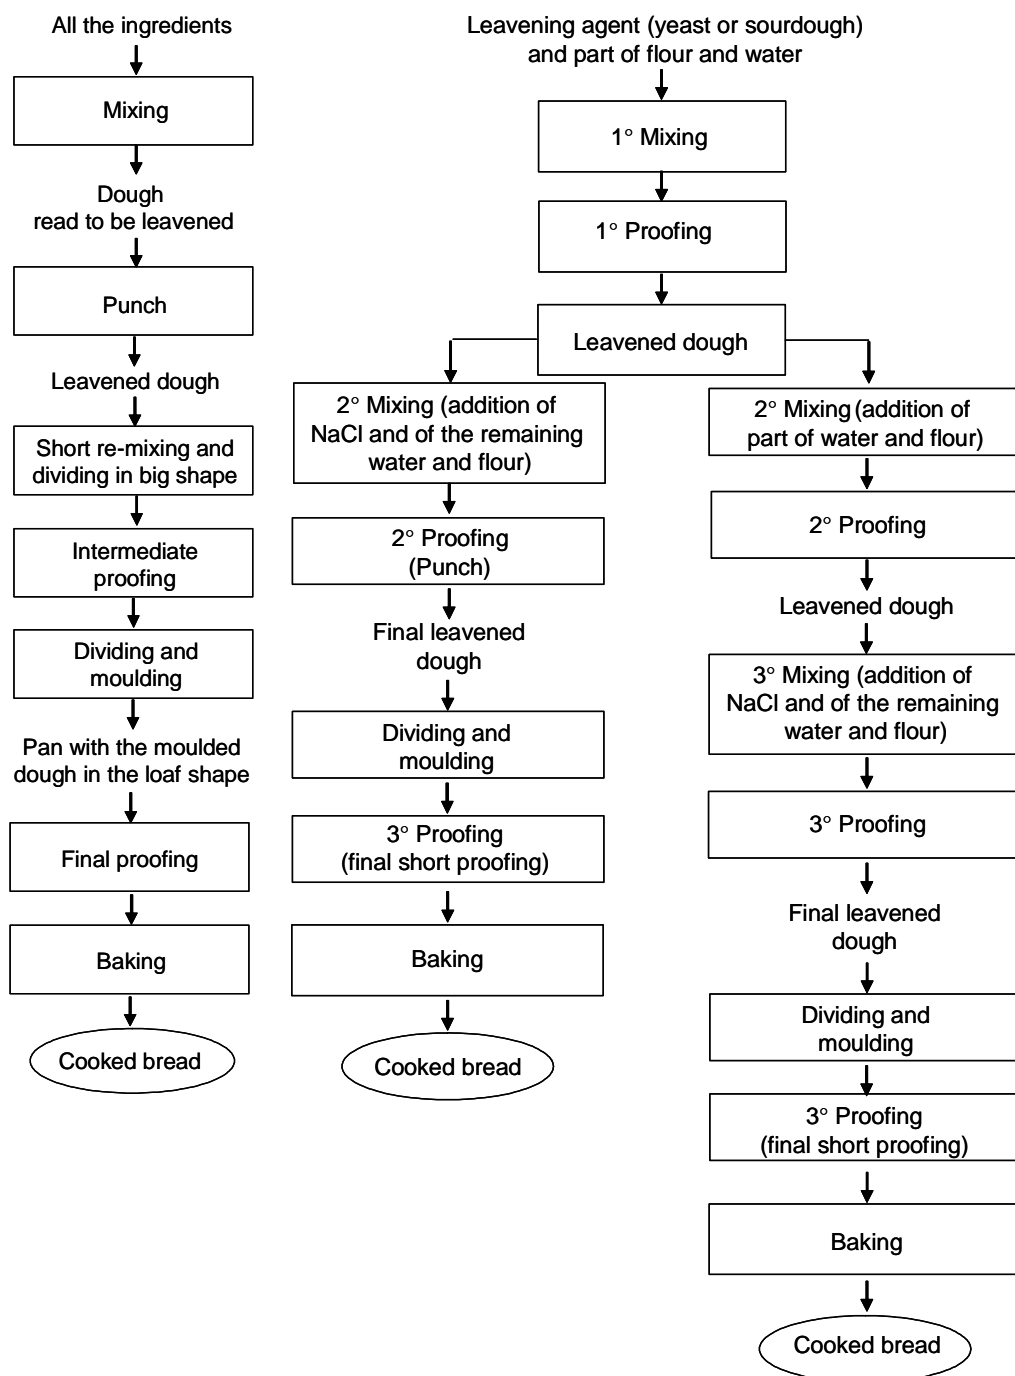 All the ingredients
Mixing
Dough
read to be leavened
Punch
Leavened dough
Short re-mixing and
dividing in big shape
Intermediate
proofing
Dividing and
moulding
Pan with the moulded
dough in the loaf shape
Final proofing
Baking
Cooked bread
Leavening agent (yeast or sourdough)
and part of flour and water
1° Mixing
1° Proofing
Leavened dough
2° Mixing (addition of
NaCl and of the remaining
water and flour)
2° Proofing
(Punch)
Final leavened
dough
Dividing and
moulding
3° Proofing
(final short proofing)
Baking
Cooked bread
2° Mixing (addition of
part of water and flour)
2° Proofing
Leavened dough
3° Mixing (addition of
NaCl and of the remaining
water and flour)
3° Proofing
Final leavened
dough
Dividing and
moulding
3° Proofing
(final short proofing)
Baking
Cooked bread